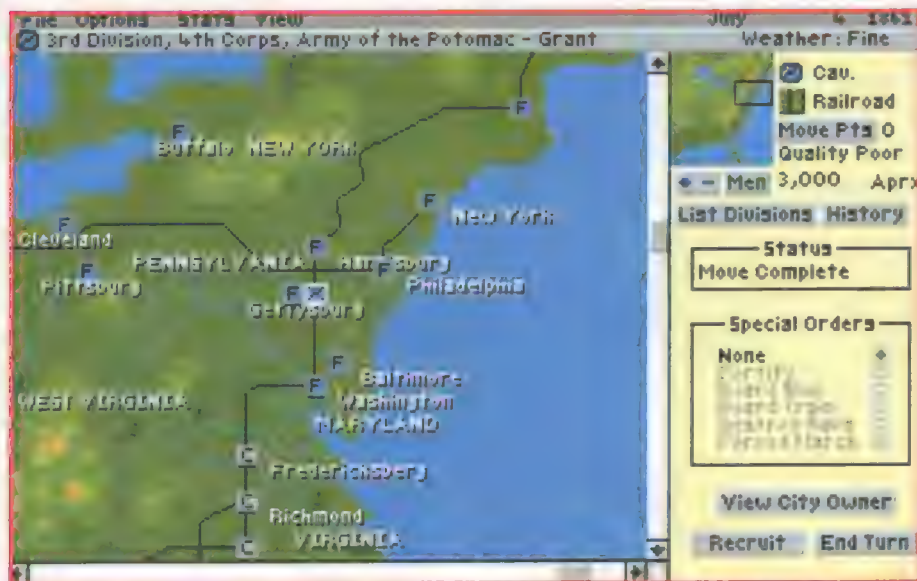 File Options Stats View July 4 1861
3rd Division, 4th Corps, Army of the Potomac - Grant Weather: Fine
Cav.
Railroad
Move Pts 0
Quality Poor
+ - Men 3,000 Aprx
List Divisions History
Status
Move Complete
Special Orders
None
View City Owner
Recruit End Turn
F
F
Buffalo NEW YORK
F
New York
F
Cleveland
F
PENNSYLVANIA Harrisburg
F
Pittsburg
F
Philadelphia
F
Gettysburg
F
Baltimore
F
Washington
WEST VIRGINIA
MARYLAND
C
Fredericksberg
Richmond
VIRGINIA
C